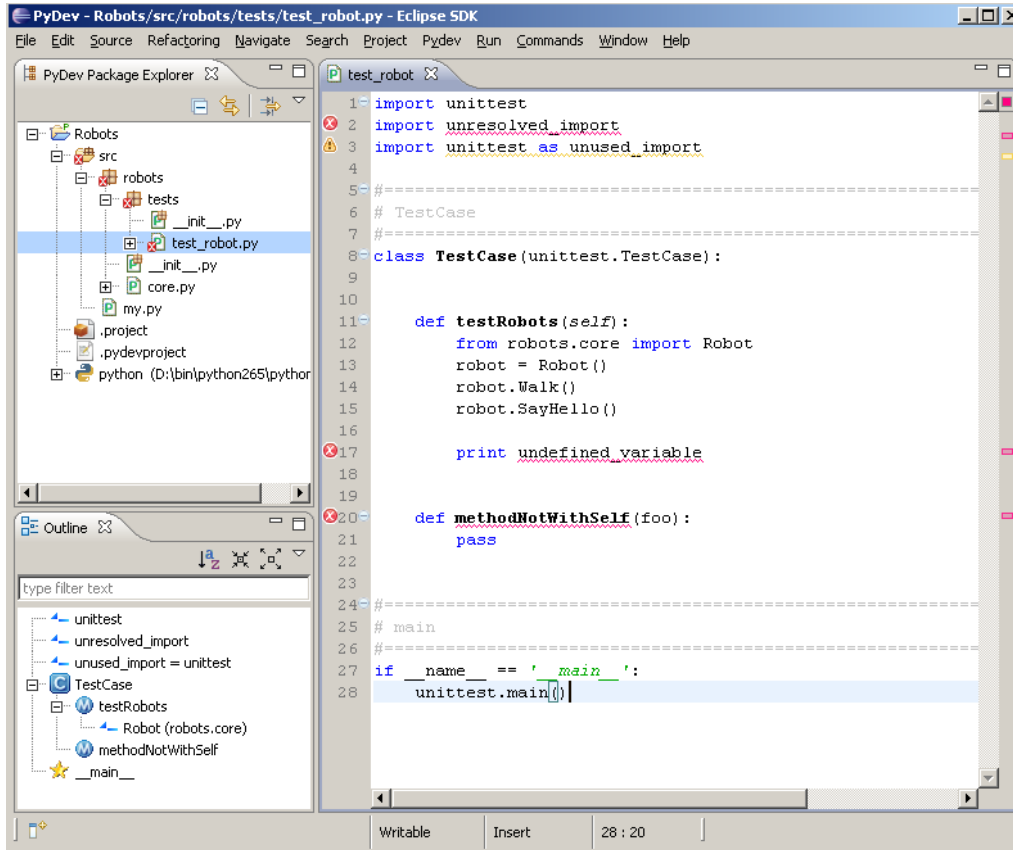 PyDev - Robots/src/robots/tests/test_robot.py - Eclipse SDK
File Edit Source Refactoring Navigate Search Project Pydev Run Commands Window Help
PyDev Package Explorer
Robots
src
robots
tests
__init__.py
test_robot.py
__init__.py
core.py
my.py
.project
.pydevproject
python (D:\bin\python265\python
Outline
type filter text
unittest
unresolved_import
unused_import = unittest
TestCase
testRobots
Robot (robots.core)
methodNotWithSelf
__main__
test_robot
1 import unittest
2 import unresolved_import
3 import unittest as unused_import
4
5 #==========================================================
6 # TestCase
7 #==========================================================
8 class TestCase(unittest.TestCase):
9
10
11     def testRobots(self):
12         from robots.core import Robot
13         robot = Robot()
14         robot.Walk()
15         robot.SayHello()
16
17         print undefined_variable
18
19
20     def methodNotWithSelf(foo):
21         pass
22
23
24 #==========================================================
25 # main
26 #==========================================================
27 if __name__ == '__main__':
28     unittest.main()
Writable Insert 28 : 20